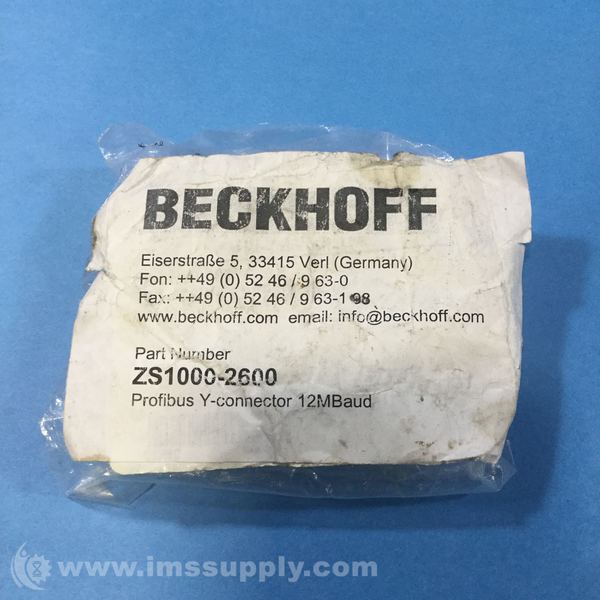 BECKHOFF
Eiserstraße 5, 33415 Verl (Germany)
Fon: ++49 (0) 52 46 / 9 63-0
Fax: ++49 (0) 52 46 / 9 63-1 98
www.beckhoff.com email: info@beckhoff.com
Part Number
ZS1000-2600
Profibus Y-connector 12MBaud
www.imssupply.com